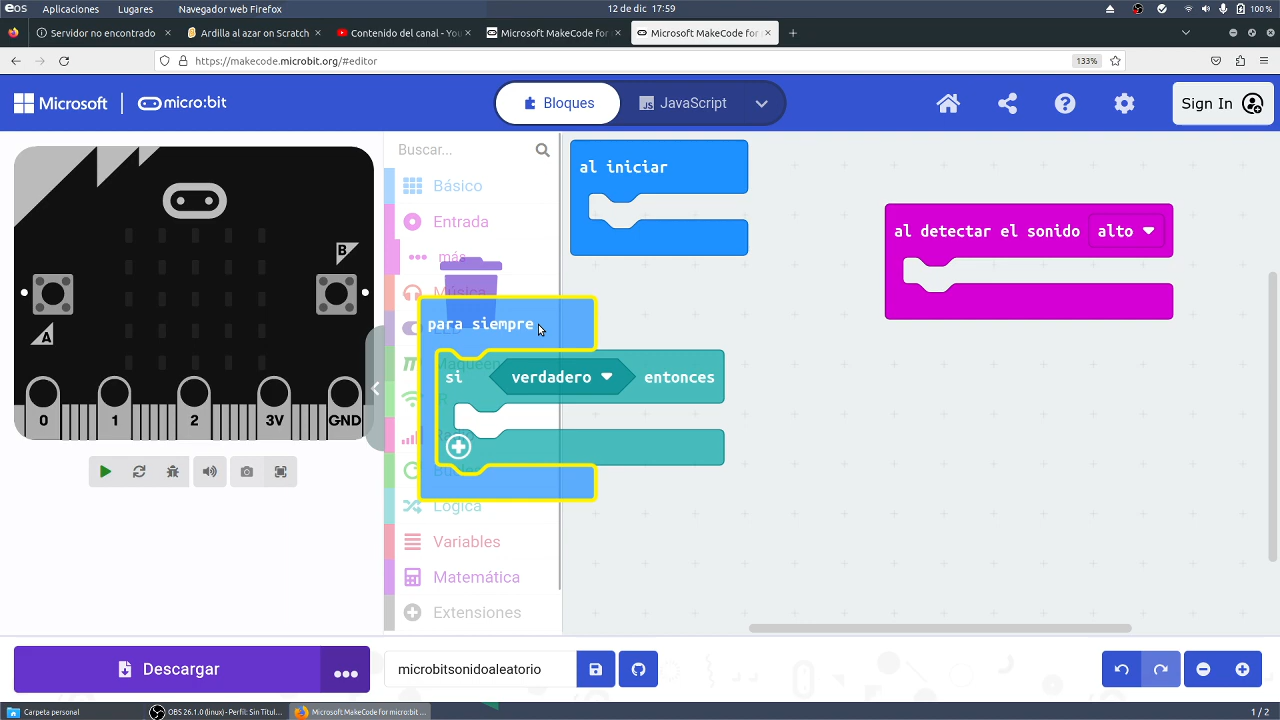 eos Aplicaciones Lugares Navegador web Firefox 12 de dic 17:59 100 %
Servidor no encontrado × Ardilla al azar on Scratch × Contenido del canal - You × Microsoft MakeCode for × Microsoft MakeCode for ×
https://makecode.microbit.org/#editor 133%
Microsoft micro:bit Bloques JS JavaScript Sign In
Buscar...
Básico
Entrada
más
Música
Lógica
Variables
Matemática
Extensiones
al iniciar
al detectar el sonido alto
para siempre
si verdadero entonces
A
B
0 1 2 3V GND
Descargar ••• microbitsonidoaleatorio
Carpeta personal OBS 26.1.0 (linux) - Perfil: Sin Titul... Microsoft MakeCode for micro:bit ... 1 / 2